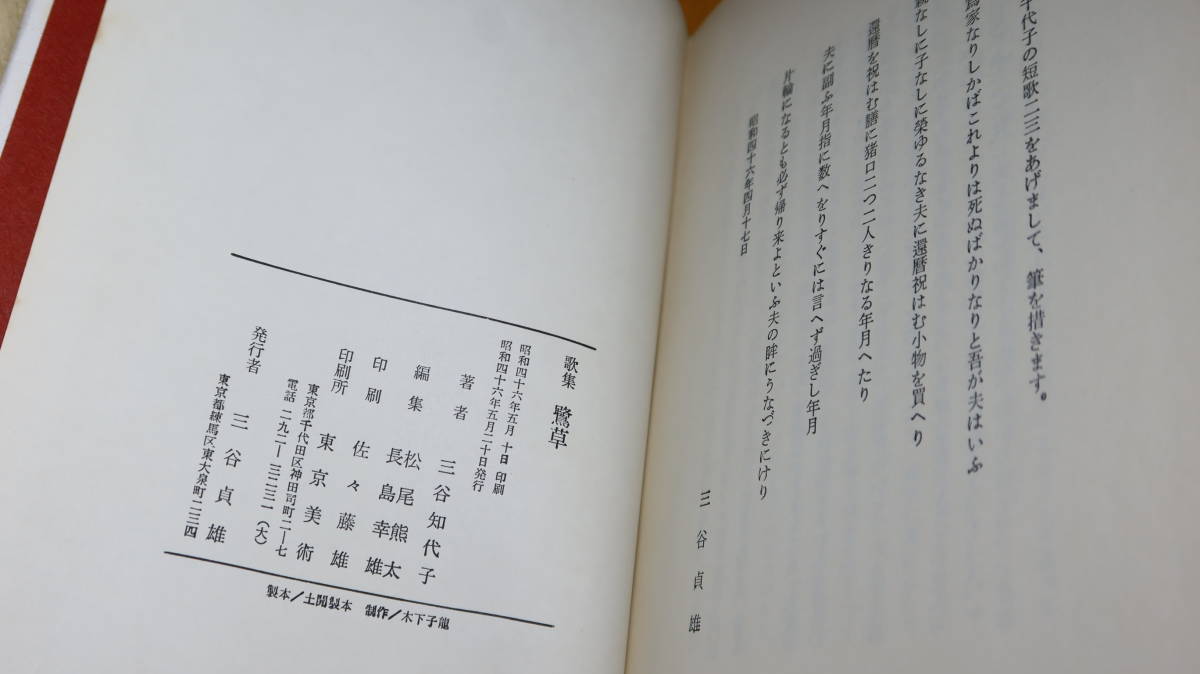 千代子の短歌二三をあげまして、筆を措きます。
家なりしかばこれよりは死ぬばかりなりと吾が夫はいふ
なしに子なしに栄ゆるなき夫に還暦祝はむ小物を買へり
還暦を祝はむ膳に猪口二つ二人きりなる年月へたり
夫に副ふ年月指に数へをりすぐには言へず過ぎし年月
片輪になるとも必ず帰り来よといふ夫の眸にうなづきにけり
昭和四十六年四月十七日
三谷貞雄
歌集 鷺草
昭和四十六年五月 十日 印刷
昭和四十六年五月二十日発行
著者 三谷知代子
編集 松尾熊太
長島幸雄
印刷 佐々藤雄
印刷所 東京美術
東京都千代田区神田司町二―七
電話 二九二―三二三一(大)
発行者 三谷貞雄
東京都練馬区東大泉町二三四
製本/土開製本 制作/木下子龍